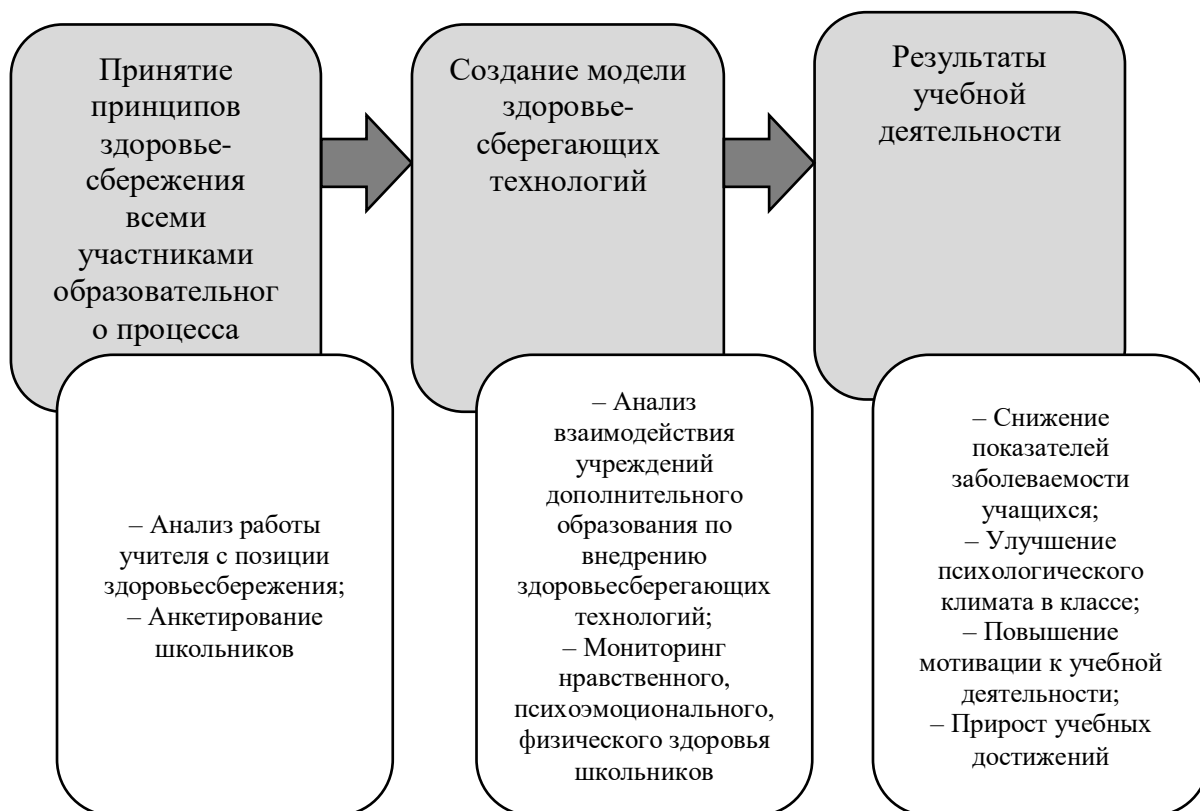 Принятие
принципов
здоровье-
сбережения
всеми
участниками
образовательног
о процесса
– Анализ работы
учителя с позиции
здоровьесбережения;
– Анкетирование
школьников
Создание модели
здоровье-
сберегающих
технологий
– Анализ
взаимодействия
учреждений
дополнительного
образования по
внедрению
здоровьесберегающих
технологий;
– Мониторинг
нравственного,
психоэмоционального,
физического здоровья
школьников
Результаты
учебной
деятельности
– Снижение
показателей
заболеваемости
учащихся;
– Улучшение
психологического
климата в классе;
– Повышение
мотивации к учебной
деятельности;
– Прирост учебных
достижений